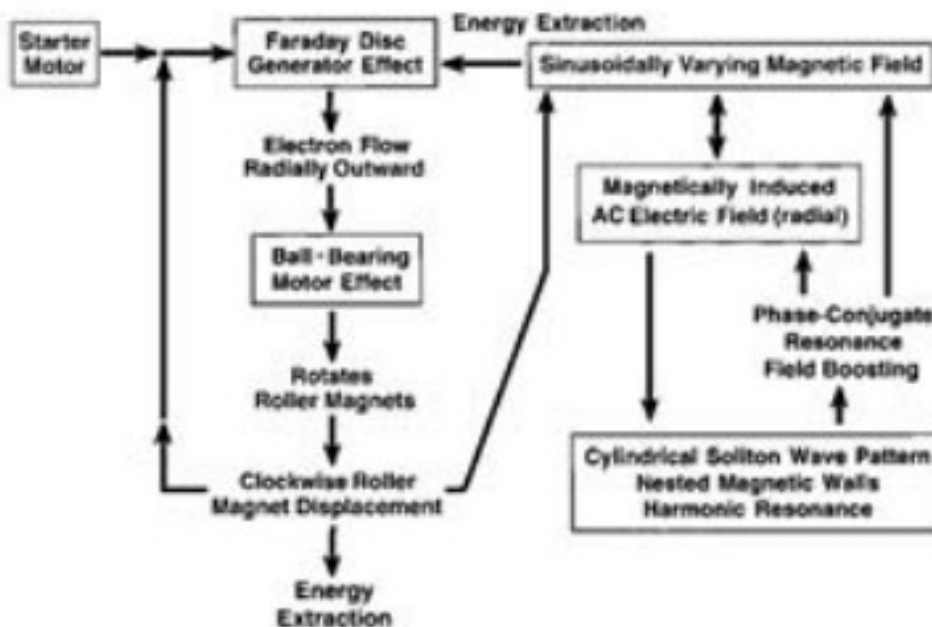 Starter
Motor
Faraday Disc
Generator Effect
Energy Extraction
Sinusoidally Varying Magnetic Field
Electron Flow
Radially Outward
Magnetically Induced
AC Electric Field (radial)
Ball-Bearing
Motor Effect
Phase-Conjugate
Resonance
Field Boosting
Rotates
Roller Magnets
Cylindrical Soliton Wave Pattern
Nested Magnetic Walls
Harmonic Resonance
Clockwise Roller
Magnet Displacement
Energy
Extraction